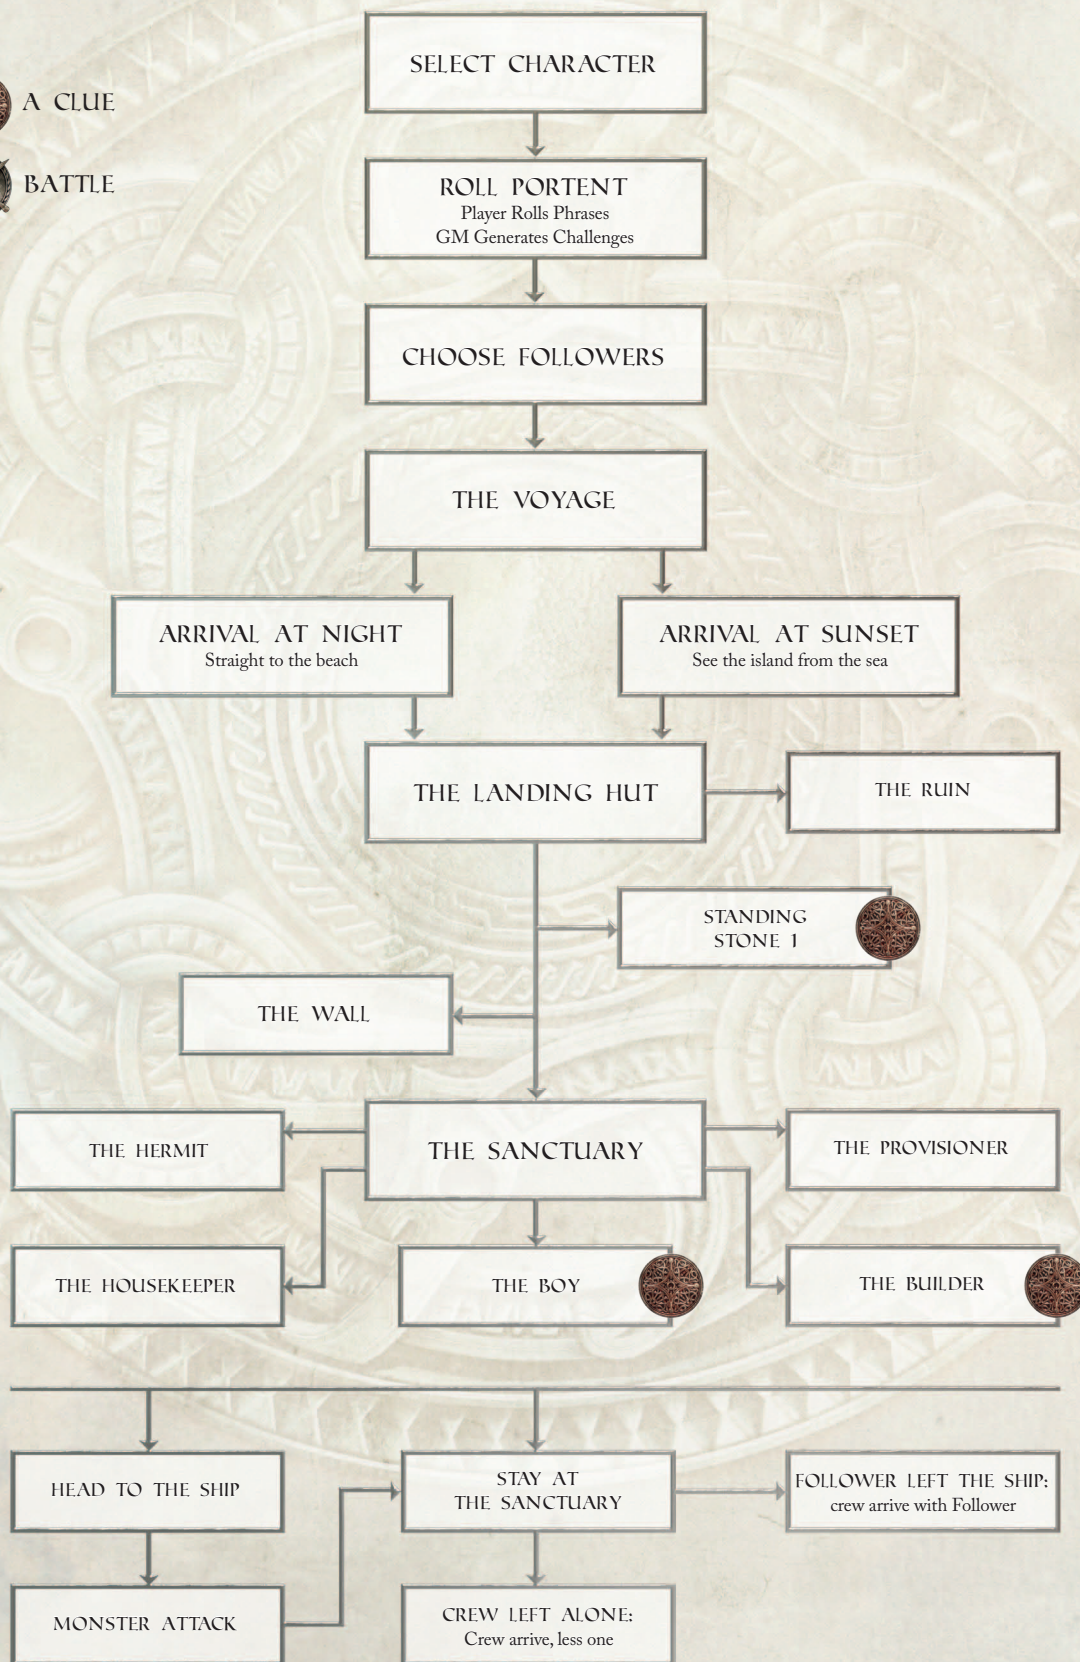 SELECT CHARACTER
A CLUE
BATTLE
ROLL PORTENT
Player Rolls Phrases
GM Generates Challenges
CHOOSE FOLLOWERS
THE VOYAGE
ARRIVAL AT NIGHT
Straight to the beach
ARRIVAL AT SUNSET
See the island from the sea
THE LANDING HUT
THE RUIN
STANDING
STONE 1
THE WALL
THE HERMIT
THE SANCTUARY
THE PROVISIONER
THE HOUSEKEEPER
THE BOY
THE BUILDER
HEAD TO THE SHIP
STAY AT
THE SANCTUARY
FOLLOWER LEFT THE SHIP:
crew arrive with Follower
MONSTER ATTACK
CREW LEFT ALONE:
Crew arrive, less one